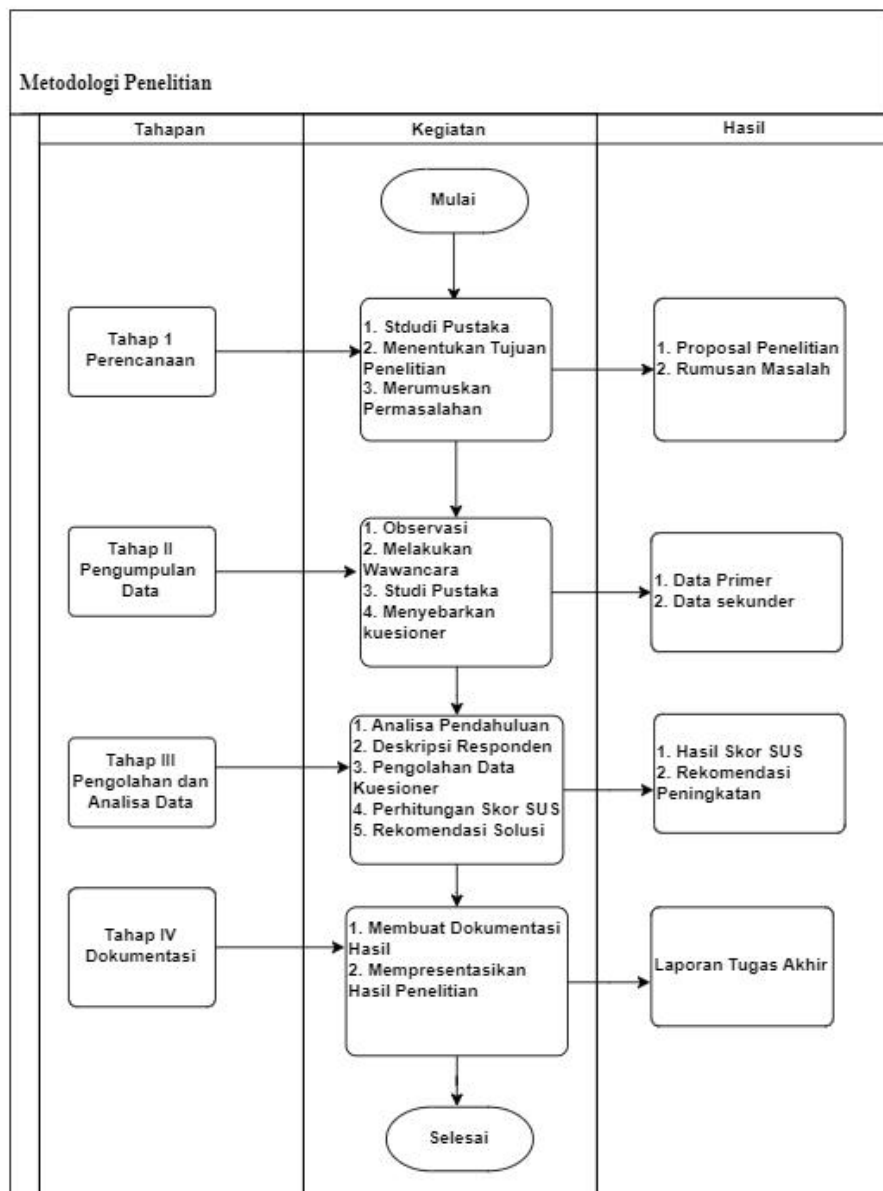 Metodologi Penelitian
Tahapan
Kegiatan
Hasil
Mulai
Tahap 1
Perencanaan
1. Stdudi Pustaka
2. Menentukan Tujuan
Penelitian
3. Merumuskan
Permasalahan
1. Proposal Penelitian
2. Rumusan Masalah
Tahap II
Pengumpulan
Data
1. Observasi
2. Melakukan
Wawancara
3. Studi Pustaka
4. Menyebarkan
kuesioner
1. Data Primer
2. Data sekunder
Tahap III
Pengolahan dan
Analisa Data
1. Analisa Pendahuluan
2. Deskripsi Responden
3. Pengolahan Data
Kuesioner
4. Perhitungan Skor SUS
5. Rekomendasi Solusi
1. Hasil Skor SUS
2. Rekomendasi
Peningkatan
Tahap IV
Dokumentasi
1. Membuat Dokumentasi
Hasil
2. Mempresentasikan
Hasil Penelitian
Laporan Tugas Akhir
Selesai